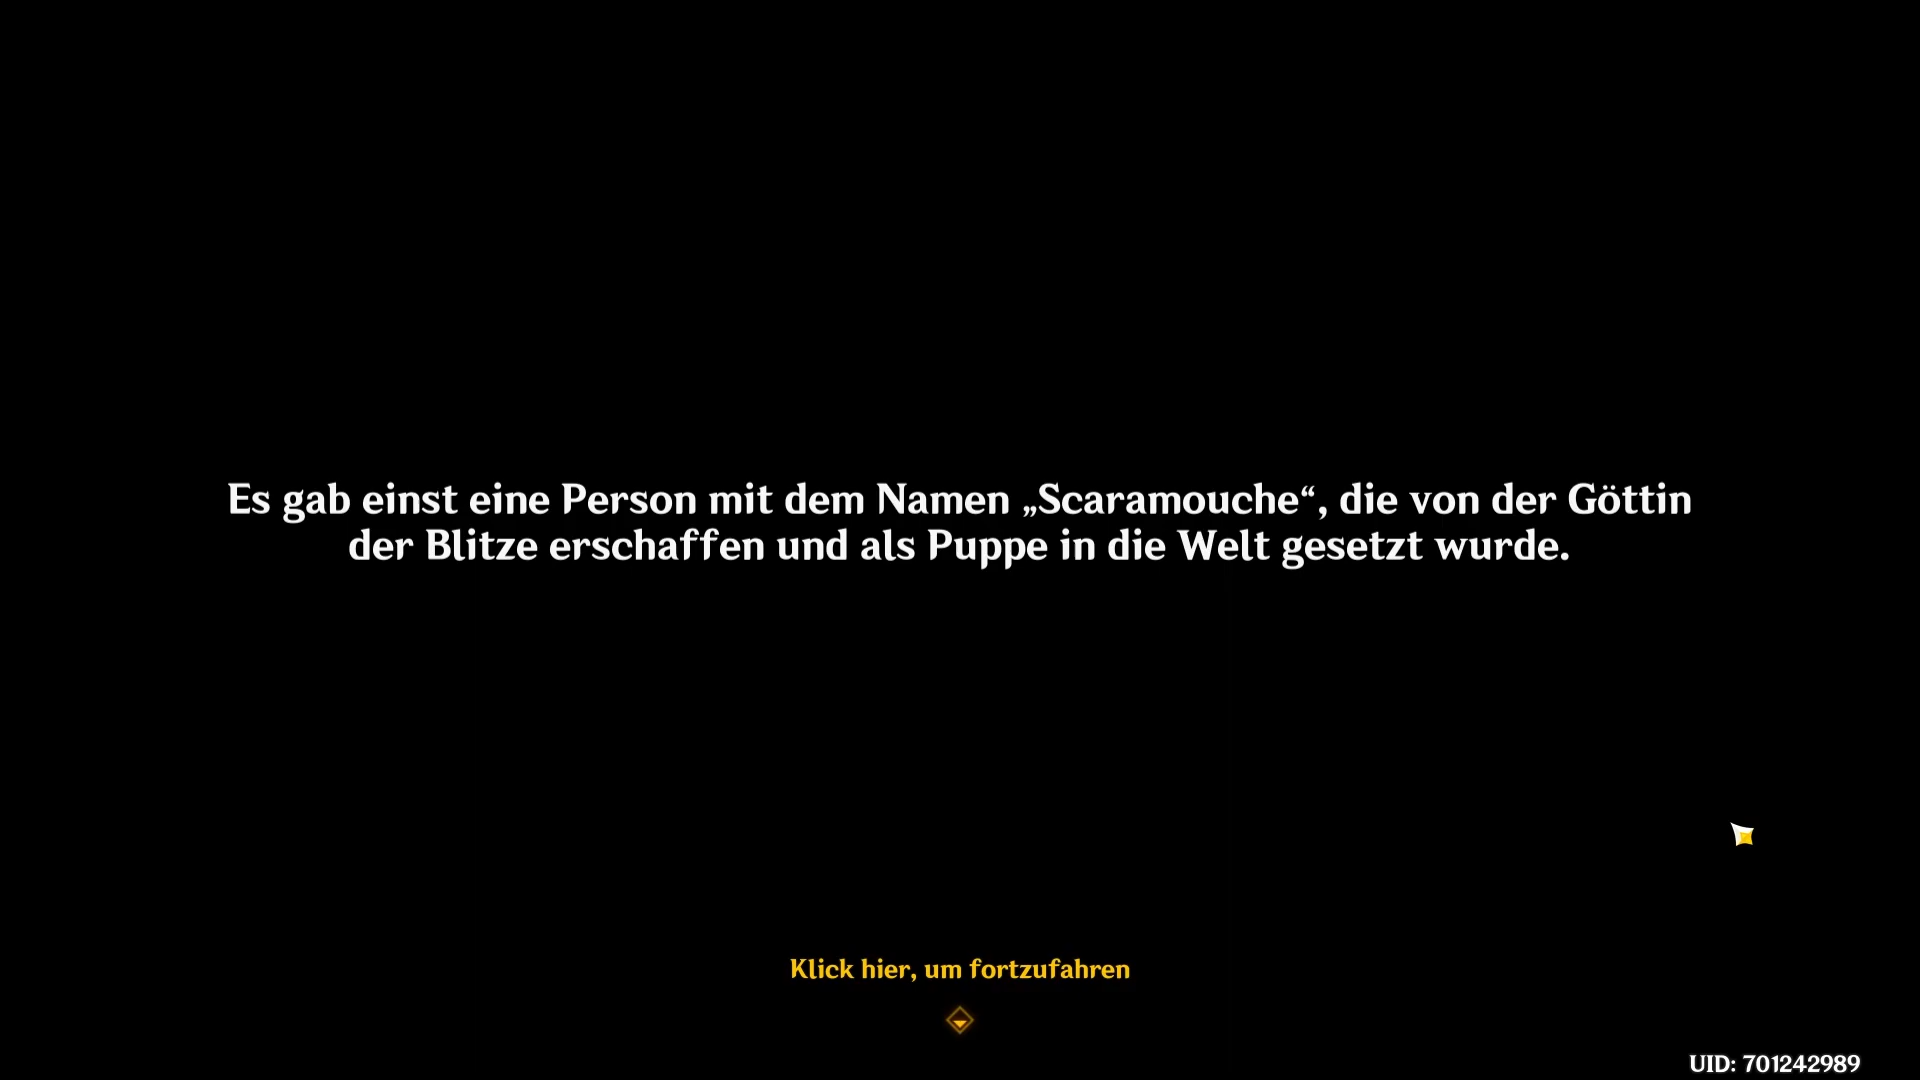 Es gab einst eine Person mit dem Namen „Scaramouche“, die von der Göttin
der Blitze erschaffen und als Puppe in die Welt gesetzt wurde.
Klick hier, um fortzufahren
UID: 701242989